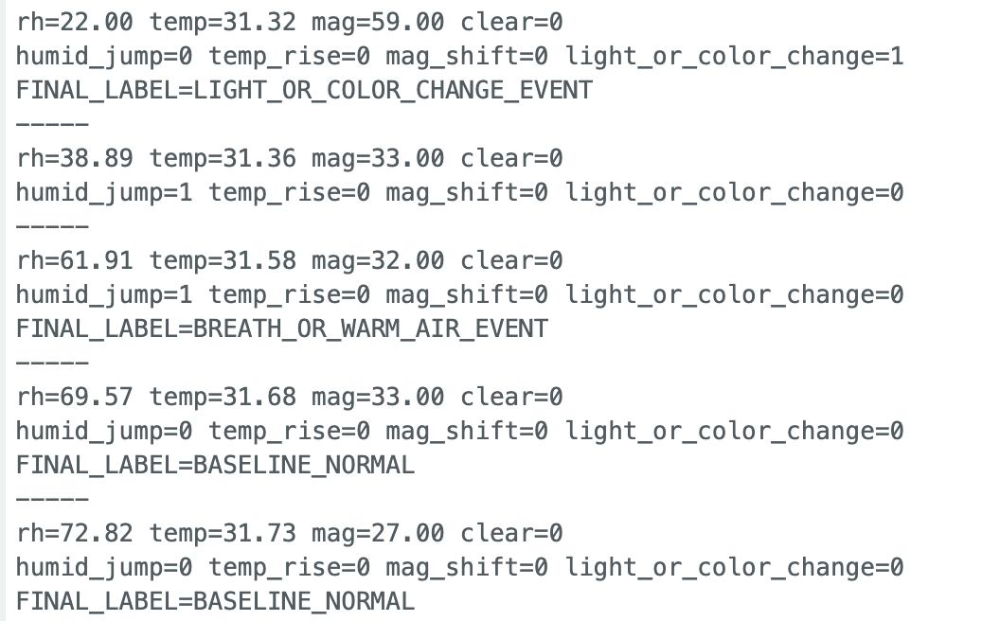 rh=22.00 temp=31.32 mag=59.00 clear=0
humid_jump=0 temp_rise=0 mag_shift=0 light_or_color_change=1
FINAL_LABEL=LIGHT_OR_COLOR_CHANGE_EVENT
-----
rh=38.89 temp=31.36 mag=33.00 clear=0
humid_jump=1 temp_rise=0 mag_shift=0 light_or_color_change=0
-----
rh=61.91 temp=31.58 mag=32.00 clear=0
humid_jump=1 temp_rise=0 mag_shift=0 light_or_color_change=0
FINAL_LABEL=BREATH_OR_WARM_AIR_EVENT
-----
rh=69.57 temp=31.68 mag=33.00 clear=0
humid_jump=0 temp_rise=0 mag_shift=0 light_or_color_change=0
FINAL_LABEL=BASELINE_NORMAL
-----
rh=72.82 temp=31.73 mag=27.00 clear=0
humid_jump=0 temp_rise=0 mag_shift=0 light_or_color_change=0
FINAL_LABEL=BASELINE_NORMAL